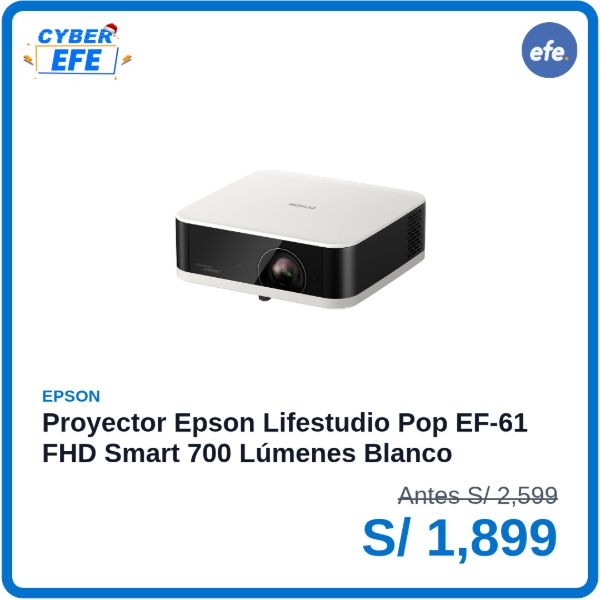 CYBER
EFE
efe.
EPSON
EPSON
Proyector Epson Lifestudio Pop EF-61
FHD Smart 700 Lúmenes Blanco
Antes S/ 2,599
S/ 1,899